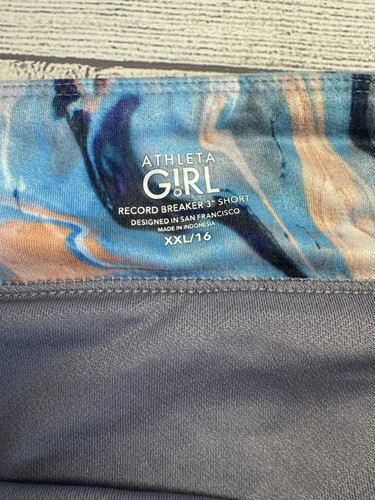 ATHLETA
GIRL
RECORD BREAKER 3" SHORT
DESIGNED IN SAN FRANCISCO
MADE IN INDONESIA
XXL/16